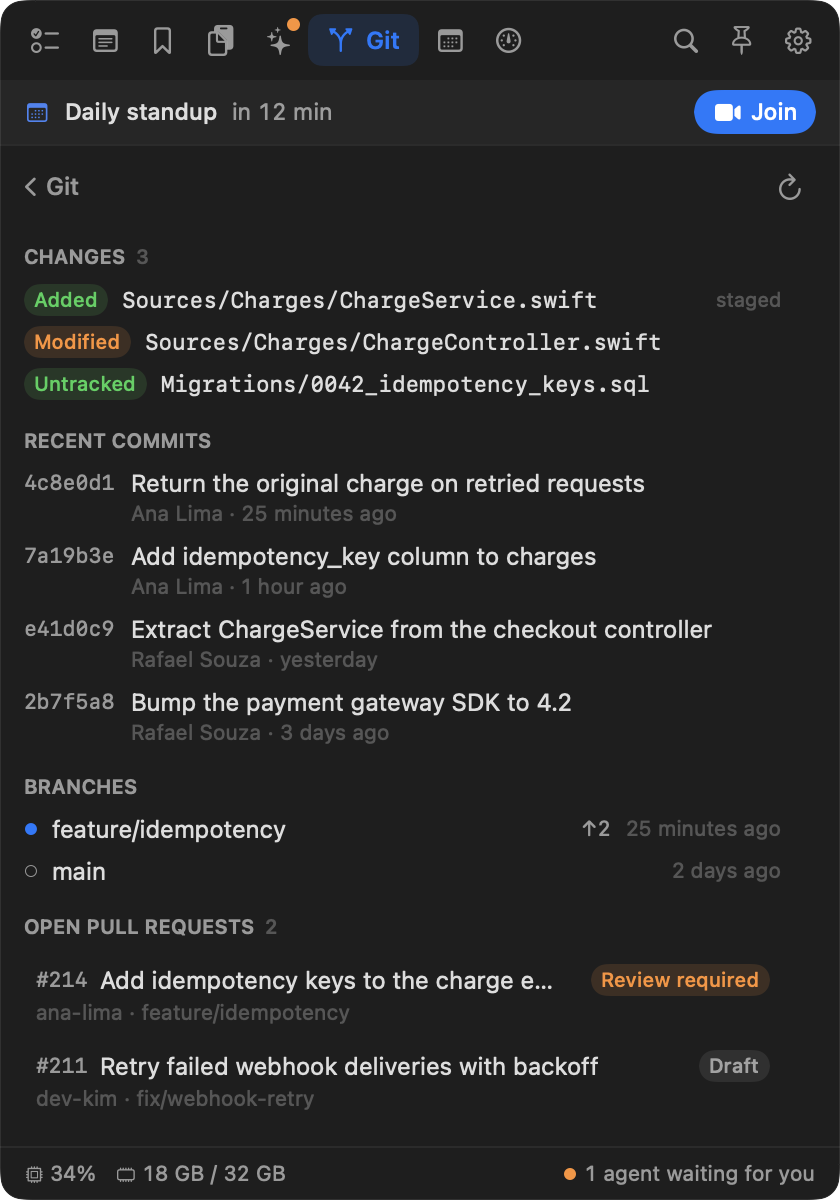 Git
Daily standup in 12 min
Join
Git
CHANGES 3
Added Sources/Charges/ChargeService.swift staged
Modified Sources/Charges/ChargeController.swift
Untracked Migrations/0042_idempotency_keys.sql
RECENT COMMITS
4c8e0d1 Return the original charge on retried requests
Ana Lima · 25 minutes ago
7a19b3e Add idempotency_key column to charges
Ana Lima · 1 hour ago
e41d0c9 Extract ChargeService from the checkout controller
Rafael Souza · yesterday
2b7f5a8 Bump the payment gateway SDK to 4.2
Rafael Souza · 3 days ago
BRANCHES
feature/idempotency ↑2 25 minutes ago
main 2 days ago
OPEN PULL REQUESTS 2
#214 Add idempotency keys to the charge e... Review required
ana-lima · feature/idempotency
#211 Retry failed webhook deliveries with backoff Draft
dev-kim · fix/webhook-retry
34% 18 GB / 32 GB 1 agent waiting for you